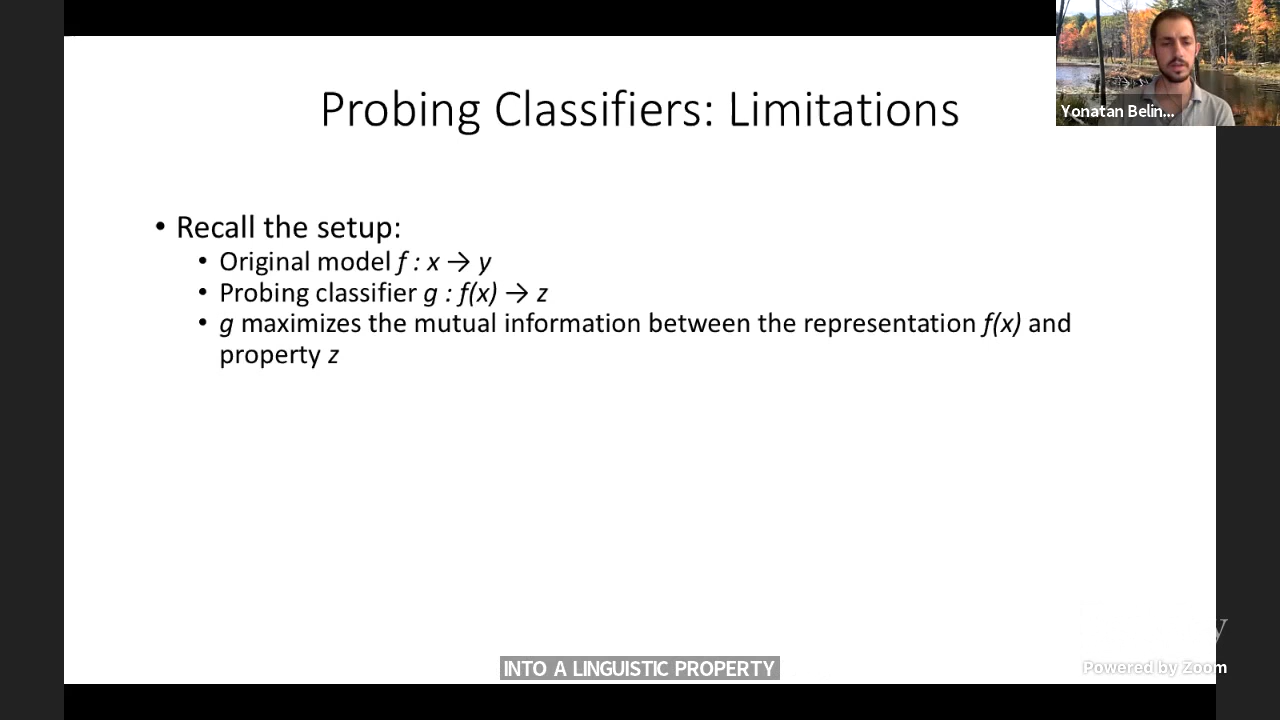 Probing Classifiers: Limitations
Yonatan Belin...
• Recall the setup:
• Original model f : x → y
• Probing classifier g : f(x) → z
• g maximizes the mutual information between the representation f(x) and
property z
INTO A LINGUISTIC PROPERTY
Powered by Zoom